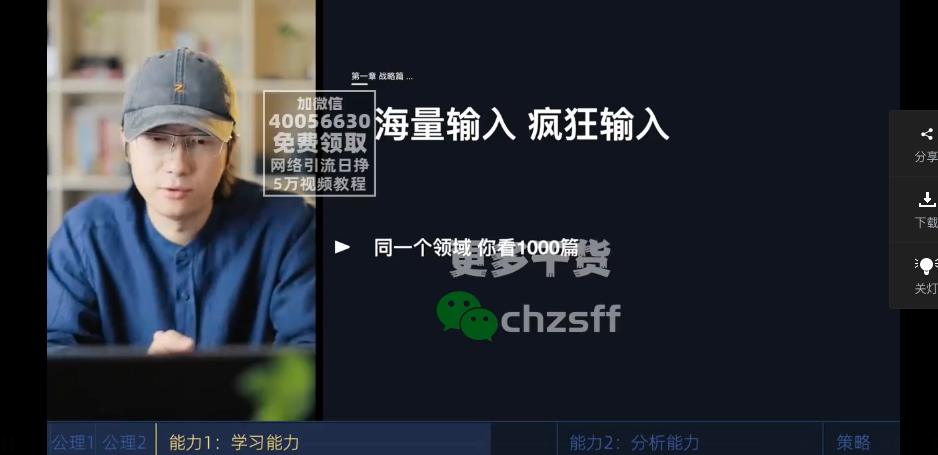 第一章 战略篇 ...
海量输入 疯狂输入
加微信
40056630
免费领取
网络引流日挣
5万视频教程
同一个领域 你看1000篇
更多干货
chzsff
分享
下载
关灯
公理1
公理2
能力1：学习能力
能力2：分析能力
策略